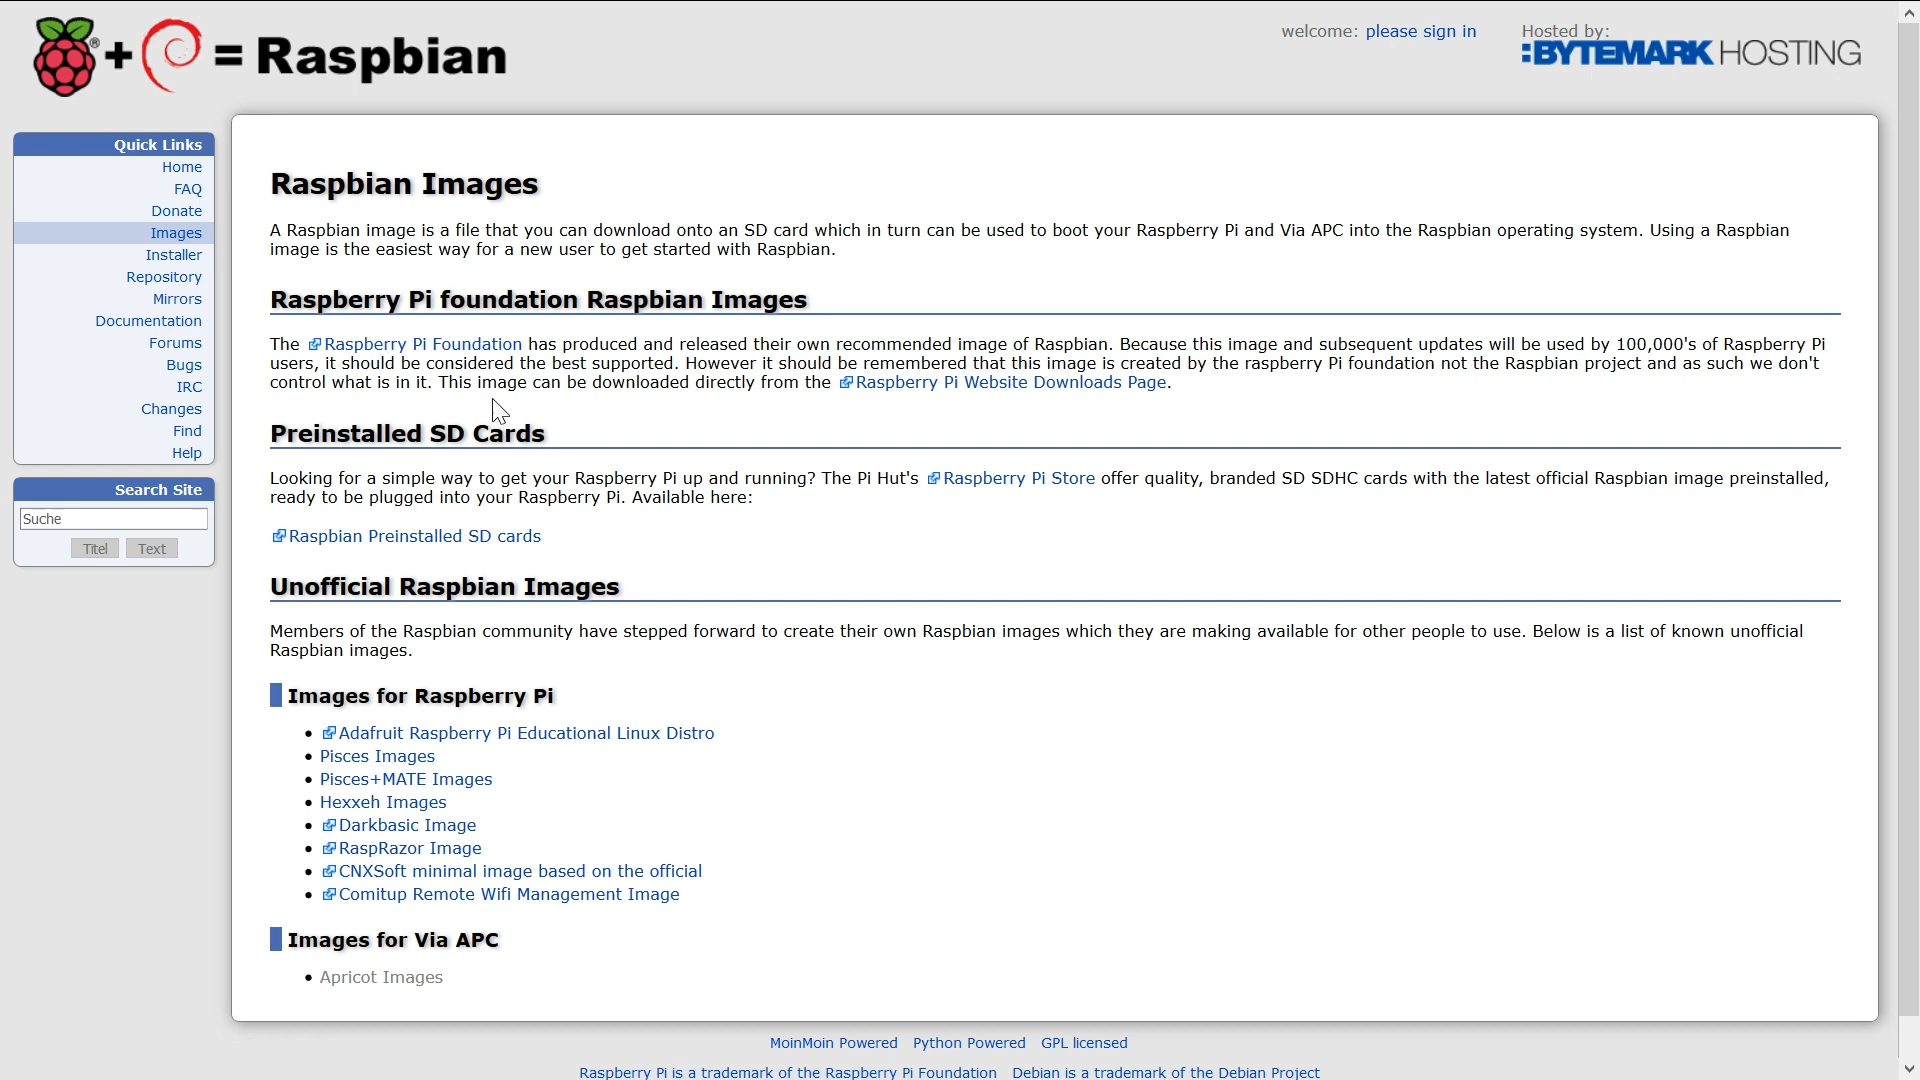 + = Raspbian
welcome: please sign in
Hosted by:
:BYTEMARK HOSTING
Quick Links
Home
FAQ
Donate
Images
Installer
Repository
Mirrors
Documentation
Forums
Bugs
IRC
Changes
Find
Help
Search Site
Suche
Titel Text
Raspbian Images
A Raspbian image is a file that you can download onto an SD card which in turn can be used to boot your Raspberry Pi and Via APC into the Raspbian operating system. Using a Raspbian
image is the easiest way for a new user to get started with Raspbian.
Raspberry Pi foundation Raspbian Images
The Raspberry Pi Foundation has produced and released their own recommended image of Raspbian. Because this image and subsequent updates will be used by 100,000's of Raspberry Pi
users, it should be considered the best supported. However it should be remembered that this image is created by the raspberry Pi foundation not the Raspbian project and as such we don't
control what is in it. This image can be downloaded directly from the Raspberry Pi Website Downloads Page.
Preinstalled SD Cards
Looking for a simple way to get your Raspberry Pi up and running? The Pi Hut's Raspberry Pi Store offer quality, branded SD SDHC cards with the latest official Raspbian image preinstalled,
ready to be plugged into your Raspberry Pi. Available here:
Raspbian Preinstalled SD cards
Unofficial Raspbian Images
Members of the Raspbian community have stepped forward to create their own Raspbian images which they are making available for other people to use. Below is a list of known unofficial
Raspbian images.
Images for Raspberry Pi
• Adafruit Raspberry Pi Educational Linux Distro
• Pisces Images
• Pisces+MATE Images
• Hexxeh Images
• Darkbasic Image
• RaspRazor Image
• CNXSoft minimal image based on the official
• Comitup Remote Wifi Management Image
Images for Via APC
• Apricot Images
MoinMoin Powered Python Powered GPL licensed
Raspberry Pi is a trademark of the Raspberry Pi Foundation Debian is a trademark of the Debian Project